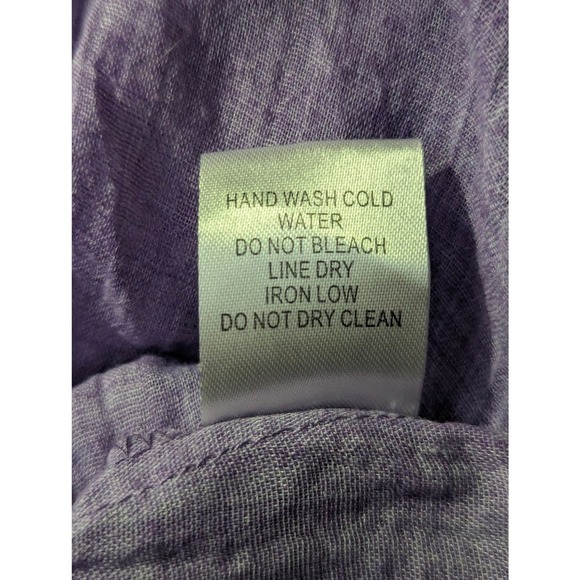 HAND WASH COLD
WATER
DO NOT BLEACH
LINE DRY
IRON LOW
DO NOT DRY CLEAN